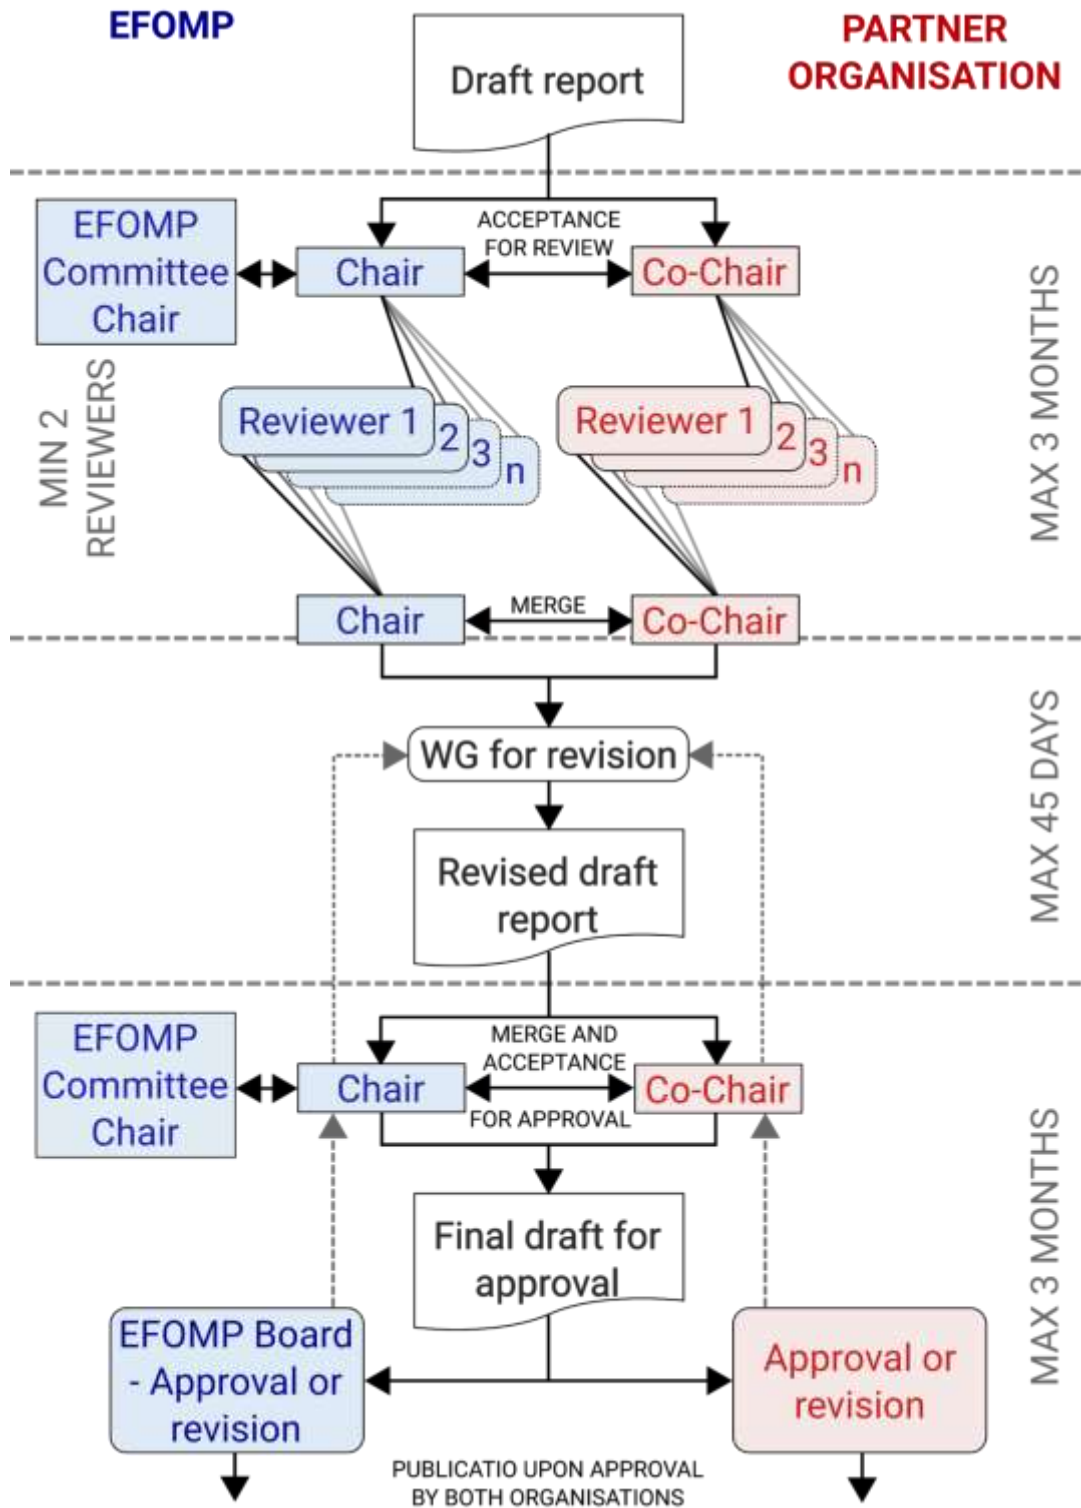 EFOMP
PARTNER
ORGANISATION
Draft report
ACCEPTANCE
FOR REVIEW
EFOMP
Committee
Chair
Chair
Co-Chair
MIN 2
REVIEWERS
MAX 3 MONTHS
Reviewer 1
2
3
n
Reviewer 1
2
3
n
Chair
MERGE
Co-Chair
WG for revision
MAX 45 DAYS
Revised draft
report
EFOMP
Committee
Chair
MERGE AND
ACCEPTANCE
Chair
Co-Chair
FOR APPROVAL
MAX 3 MONTHS
Final draft for
approval
EFOMP Board
- Approval or
revision
Approval or
revision
PUBLICATIO UPON APPROVAL
BY BOTH ORGANISATIONS